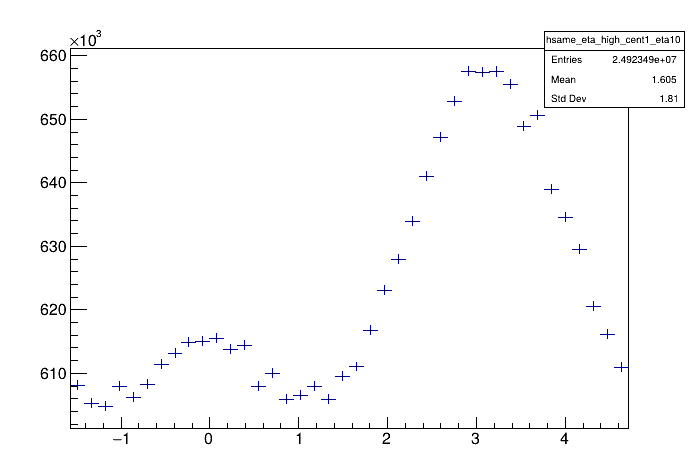 ×10³
hsame_eta_high_cent1_eta10
Entries 2.492349e+07
Mean 1.605
Std Dev 1.81
660
650
640
630
620
610
−1 0 1 2 3 4